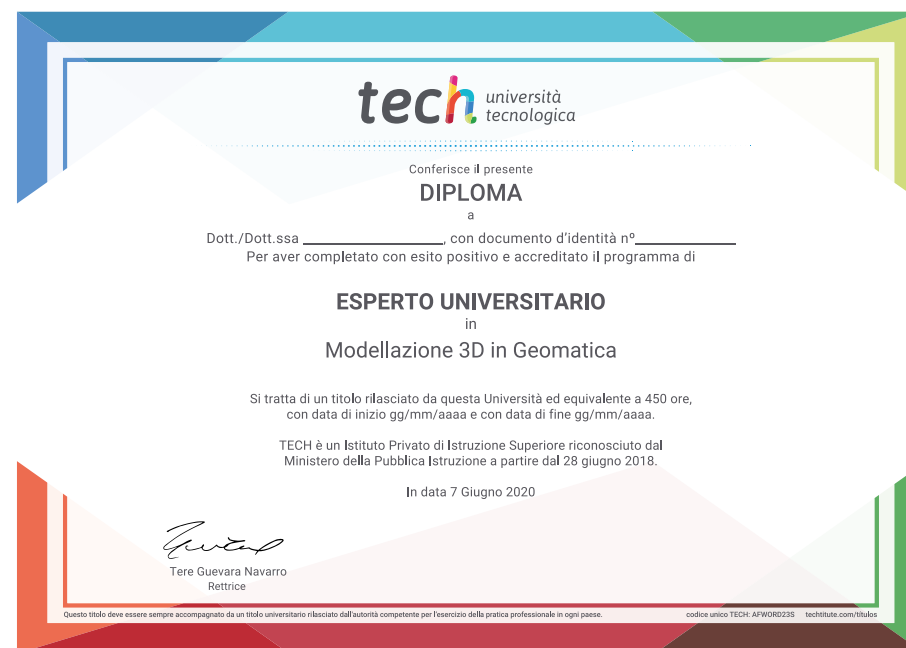 tech università
tecnologica
Conferisce il presente
DIPLOMA
a
Dott./Dott.ssa ____________________, con documento d'identità nº______________
Per aver completato con esito positivo e accreditato il programma di
ESPERTO UNIVERSITARIO
in
Modellazione 3D in Geomatica
Si tratta di un titolo rilasciato da questa Università ed equivalente a 450 ore,
con data di inizio gg/mm/aaaa e con data di fine gg/mm/aaaa.
TECH è un Istituto Privato di Istruzione Superiore riconosciuto dal
Ministero della Pubblica Istruzione a partire dal 28 giugno 2018.
In data 7 Giugno 2020
Tere Guevara Navarro
Rettrice
Questo titolo deve essere sempre accompagnato da un titolo universitario rilasciato dall'autorità competente per l'esercizio della pratica professionale in ogni paese. codice unico TECH: AFWORD23S techtitute.com/titulos